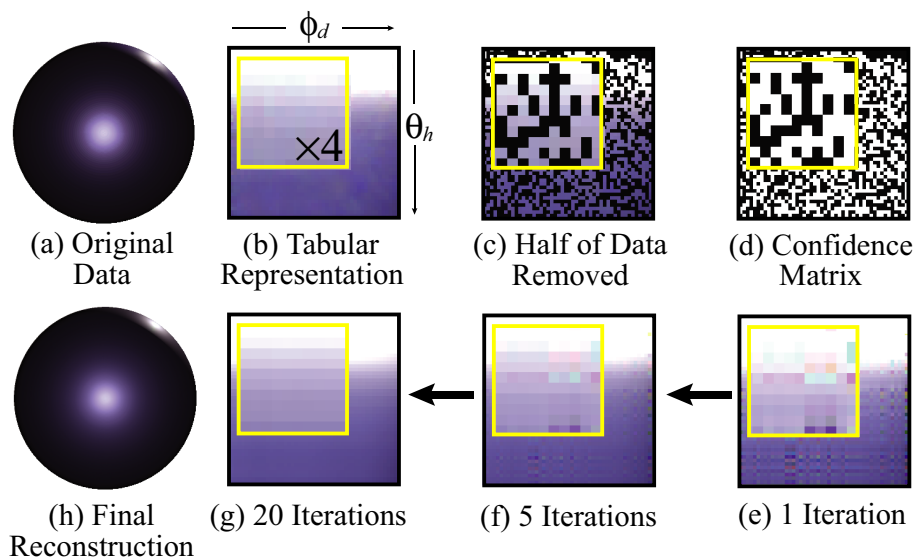 ϕd
θh
×4
(a) Original
Data
(b) Tabular
Representation
(c) Half of Data
Removed
(d) Confidence
Matrix
(h) Final
Reconstruction
(g) 20 Iterations
(f) 5 Iterations
(e) 1 Iteration